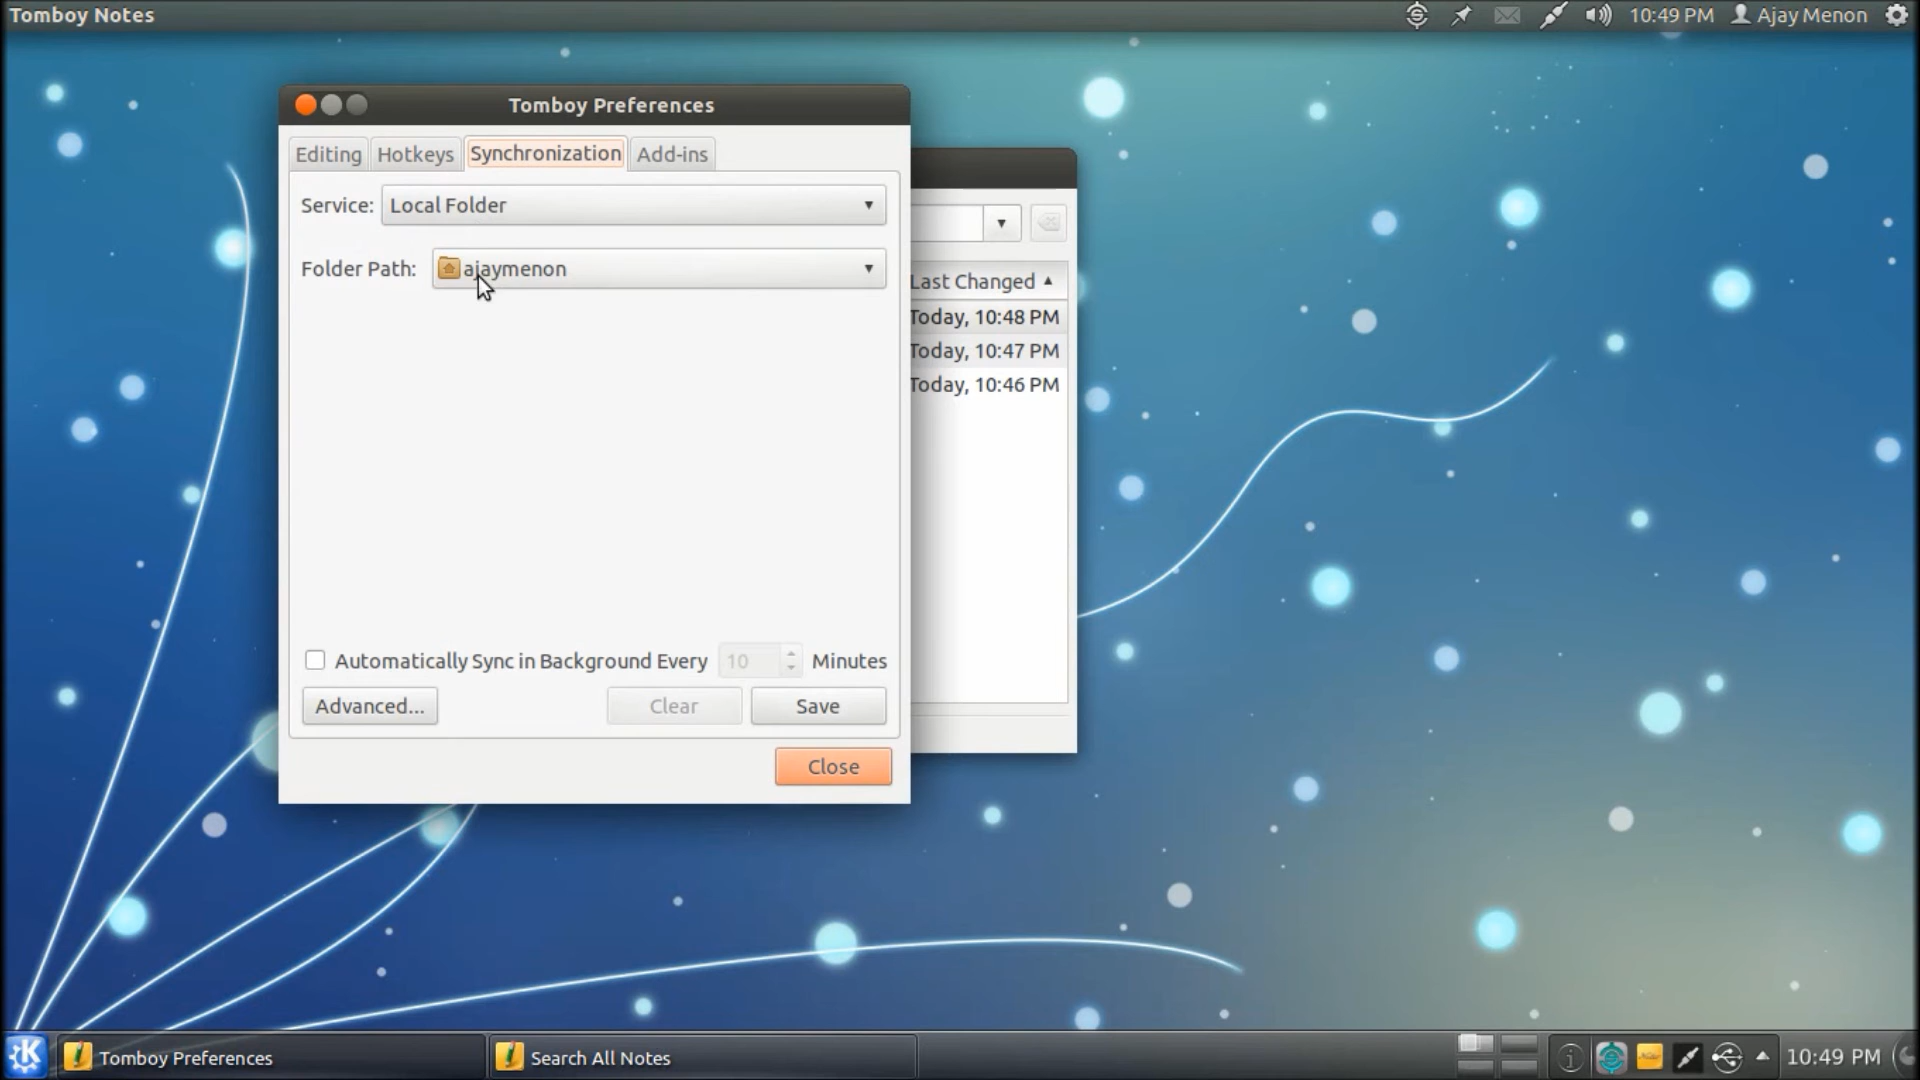 Tomboy Notes
10:49 PM
Ajay Menon
Tomboy Preferences
Editing
Hotkeys
Synchronization
Add-ins
Service: Local Folder
Folder Path: ajaymenon
Last Changed
Today, 10:48 PM
Today, 10:47 PM
Today, 10:46 PM
Automatically Sync in Background Every 10 Minutes
Advanced...
Clear
Save
Close
Tomboy Preferences
Search All Notes
10:49 PM